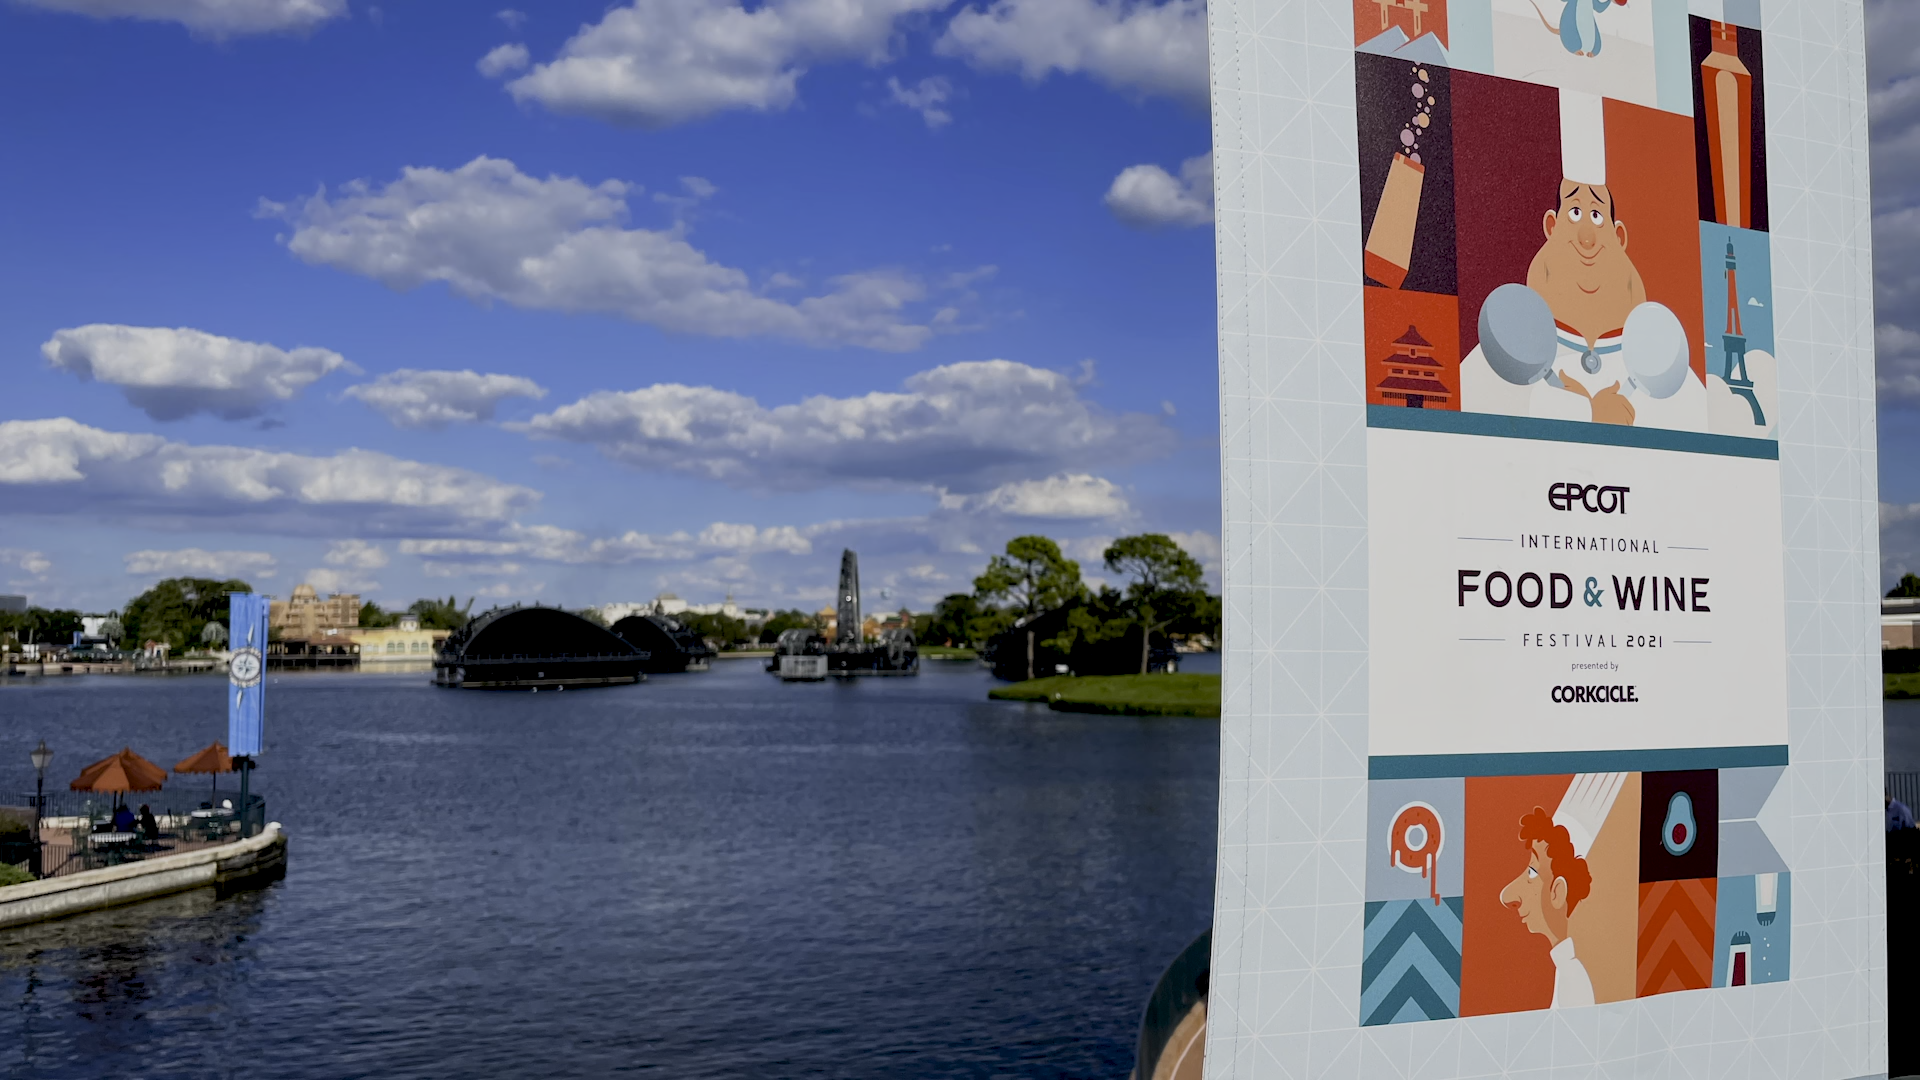 EPCOT
INTERNATIONAL
FOOD & WINE
FESTIVAL 2021
presented by
CORKCICLE.